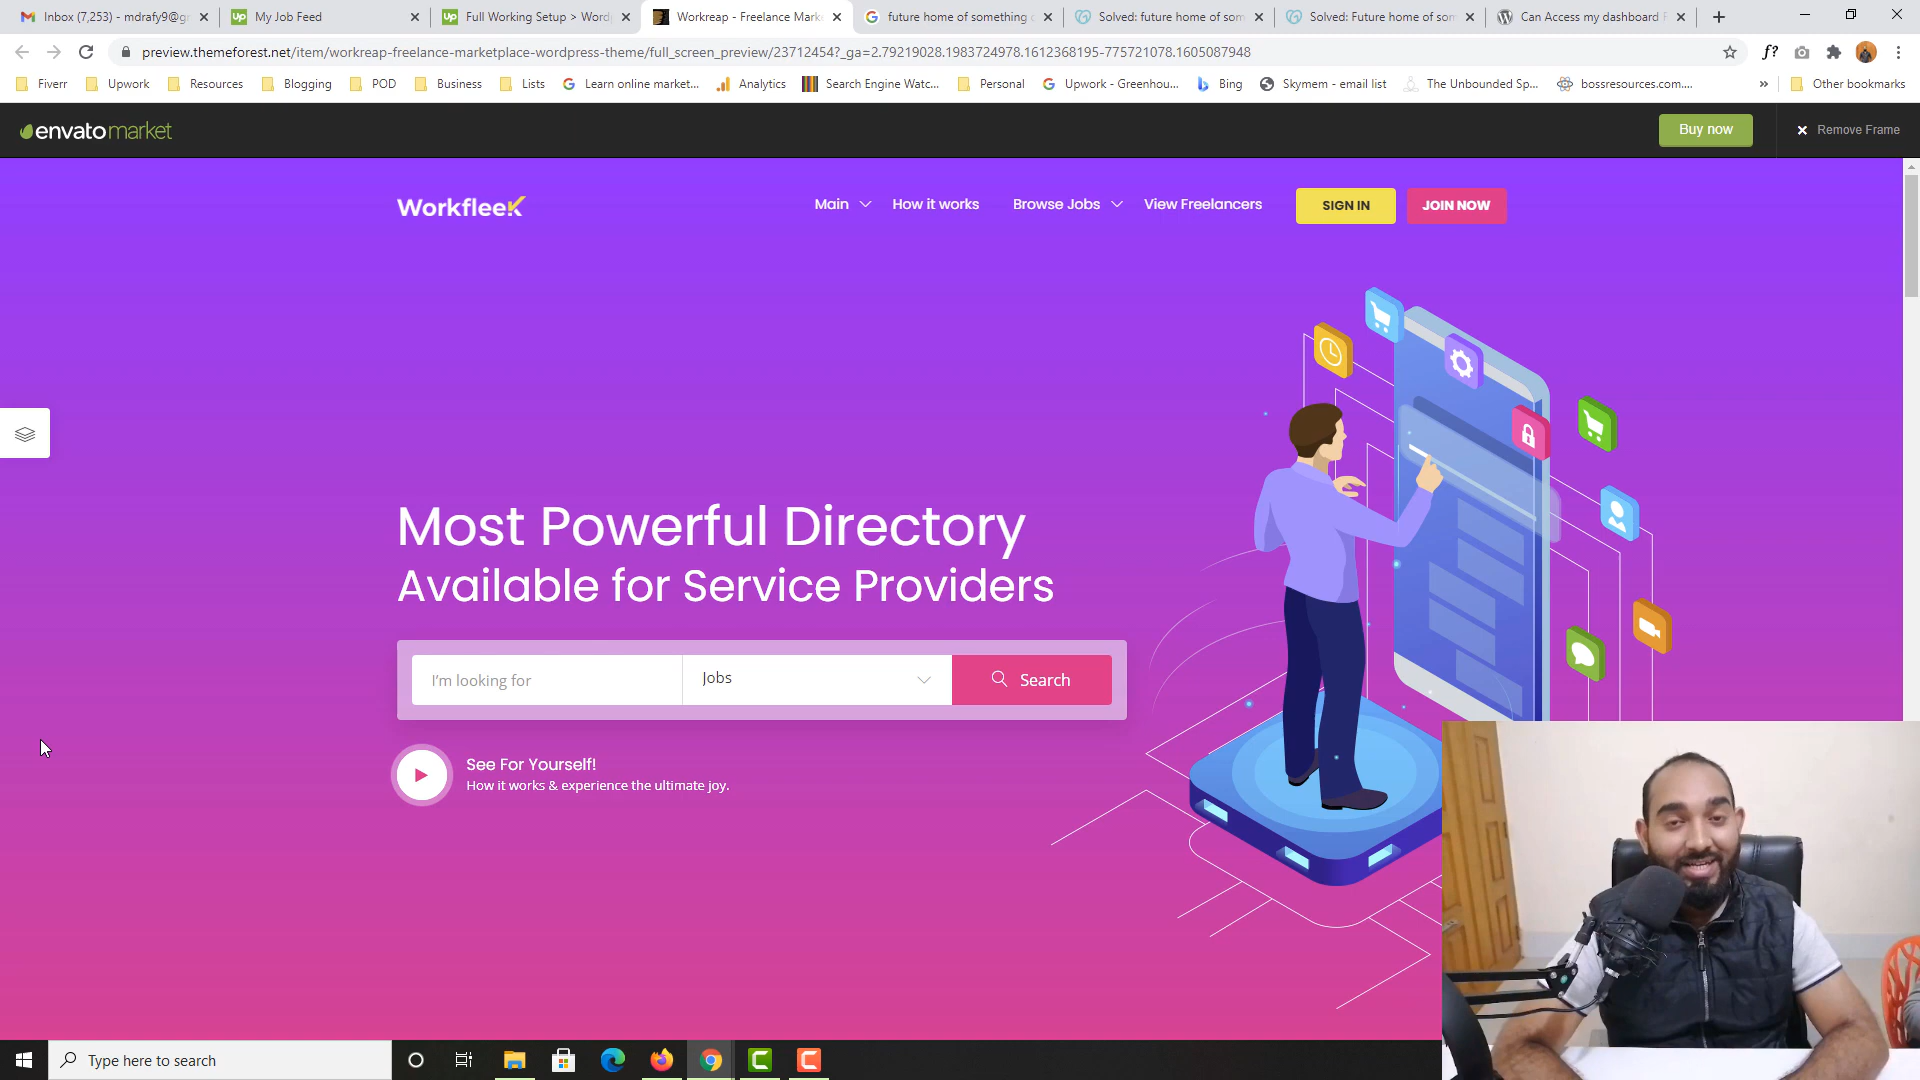 Inbox (7,253) - mdrafy9@gr
My Job Feed
Full Working Setup > Word
Workreap - Freelance Mark
future home of something c
Solved: future home of som
Solved: Future home of som
Can Access my dashboard F
preview.themeforest.net/item/workreap-freelance-marketplace-wordpress-theme/full_screen_preview/23712454?_ga=2.79219028.1983724978.1612368195-775721078.1605087948
f?
Fiverr
Upwork
Resources
Blogging
POD
Business
Lists
Learn online market...
Analytics
Search Engine Watc...
Personal
Upwork - Greenhou...
Bing
Skymem - email list
The Unbounded Sp...
bossresources.com....
»
Other bookmarks
envatomarket
Buy now
Remove Frame
Workfleek
Main
How it works
Browse Jobs
View Freelancers
SIGN IN
JOIN NOW
Most Powerful Directory
Available for Service Providers
I'm looking for
Jobs
Search
See For Yourself!
How it works & experience the ultimate joy.
Type here to search